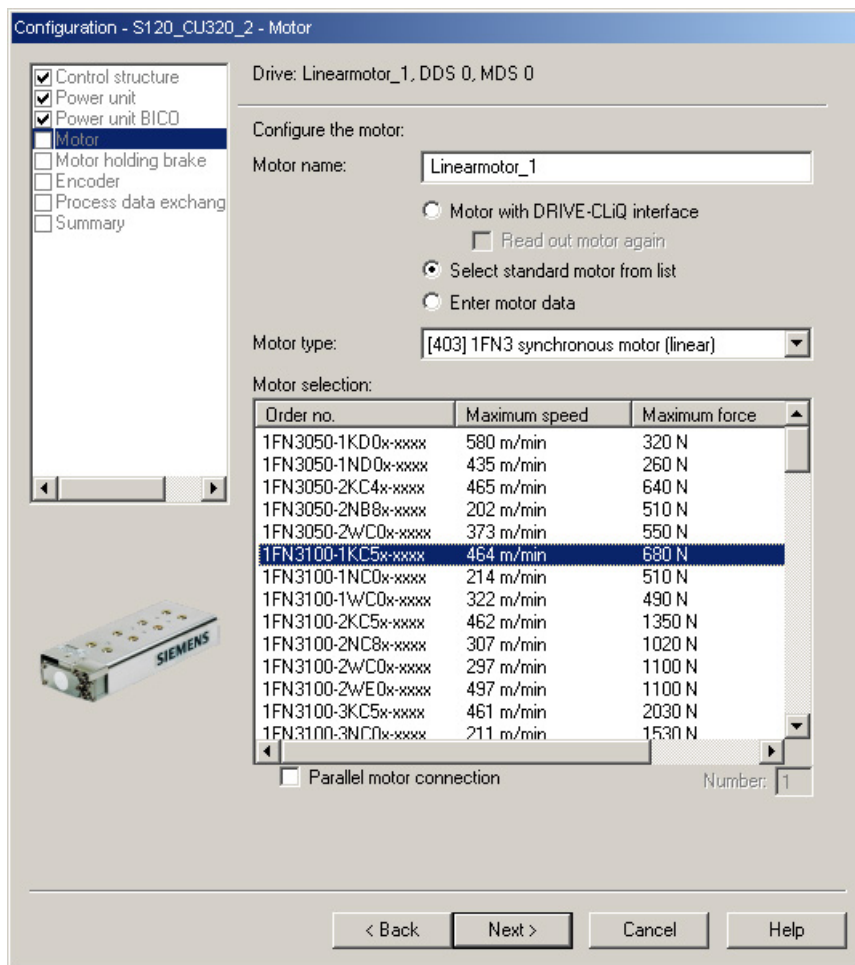 Configuration - S120_CU320_2 - Motor
Control structure
Power unit
Power unit BICO
Motor
Motor holding brake
Encoder
Process data exchang
Summary
Drive: Linearmotor_1, DDS 0, MDS 0
Configure the motor:
Motor name: Linearmotor_1
Motor with DRIVE-CLiQ interface
Read out motor again
Select standard motor from list
Enter motor data
Motor type: [403] 1FN3 synchronous motor (linear)
Motor selection:
Order no. Maximum speed Maximum force
1FN3050-1KD0x-xxxx 580 m/min 320 N
1FN3050-1ND0x-xxxx 435 m/min 260 N
1FN3050-2KC4x-xxxx 465 m/min 640 N
1FN3050-2NB8x-xxxx 202 m/min 510 N
1FN3050-2WC0x-xxxx 373 m/min 550 N
1FN3100-1KC5x-xxxx 464 m/min 680 N
1FN3100-1NC0x-xxxx 214 m/min 510 N
1FN3100-1WC0x-xxxx 322 m/min 490 N
1FN3100-2KC5x-xxxx 462 m/min 1350 N
1FN3100-2NC8x-xxxx 307 m/min 1020 N
1FN3100-2WC0x-xxxx 297 m/min 1100 N
1FN3100-2WE0x-xxxx 497 m/min 1100 N
1FN3100-3KC5x-xxxx 461 m/min 2030 N
1FN3100-3NC0x-xxxx 211 m/min 1530 N
SIEMENS
Parallel motor connection
Number: 1
< Back
Next >
Cancel
Help